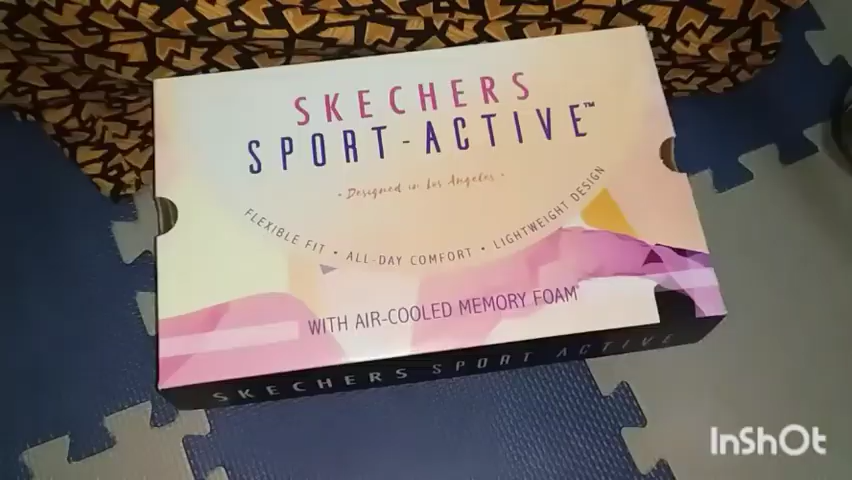 SKECHERS
SPORT-ACTIVE™
• Designed in Los Angeles •
FLEXIBLE FIT • ALL-DAY COMFORT • LIGHTWEIGHT DESIGN
WITH AIR-COOLED MEMORY FOAM®
SKECHERS SPORT ACTIVE
InShOt